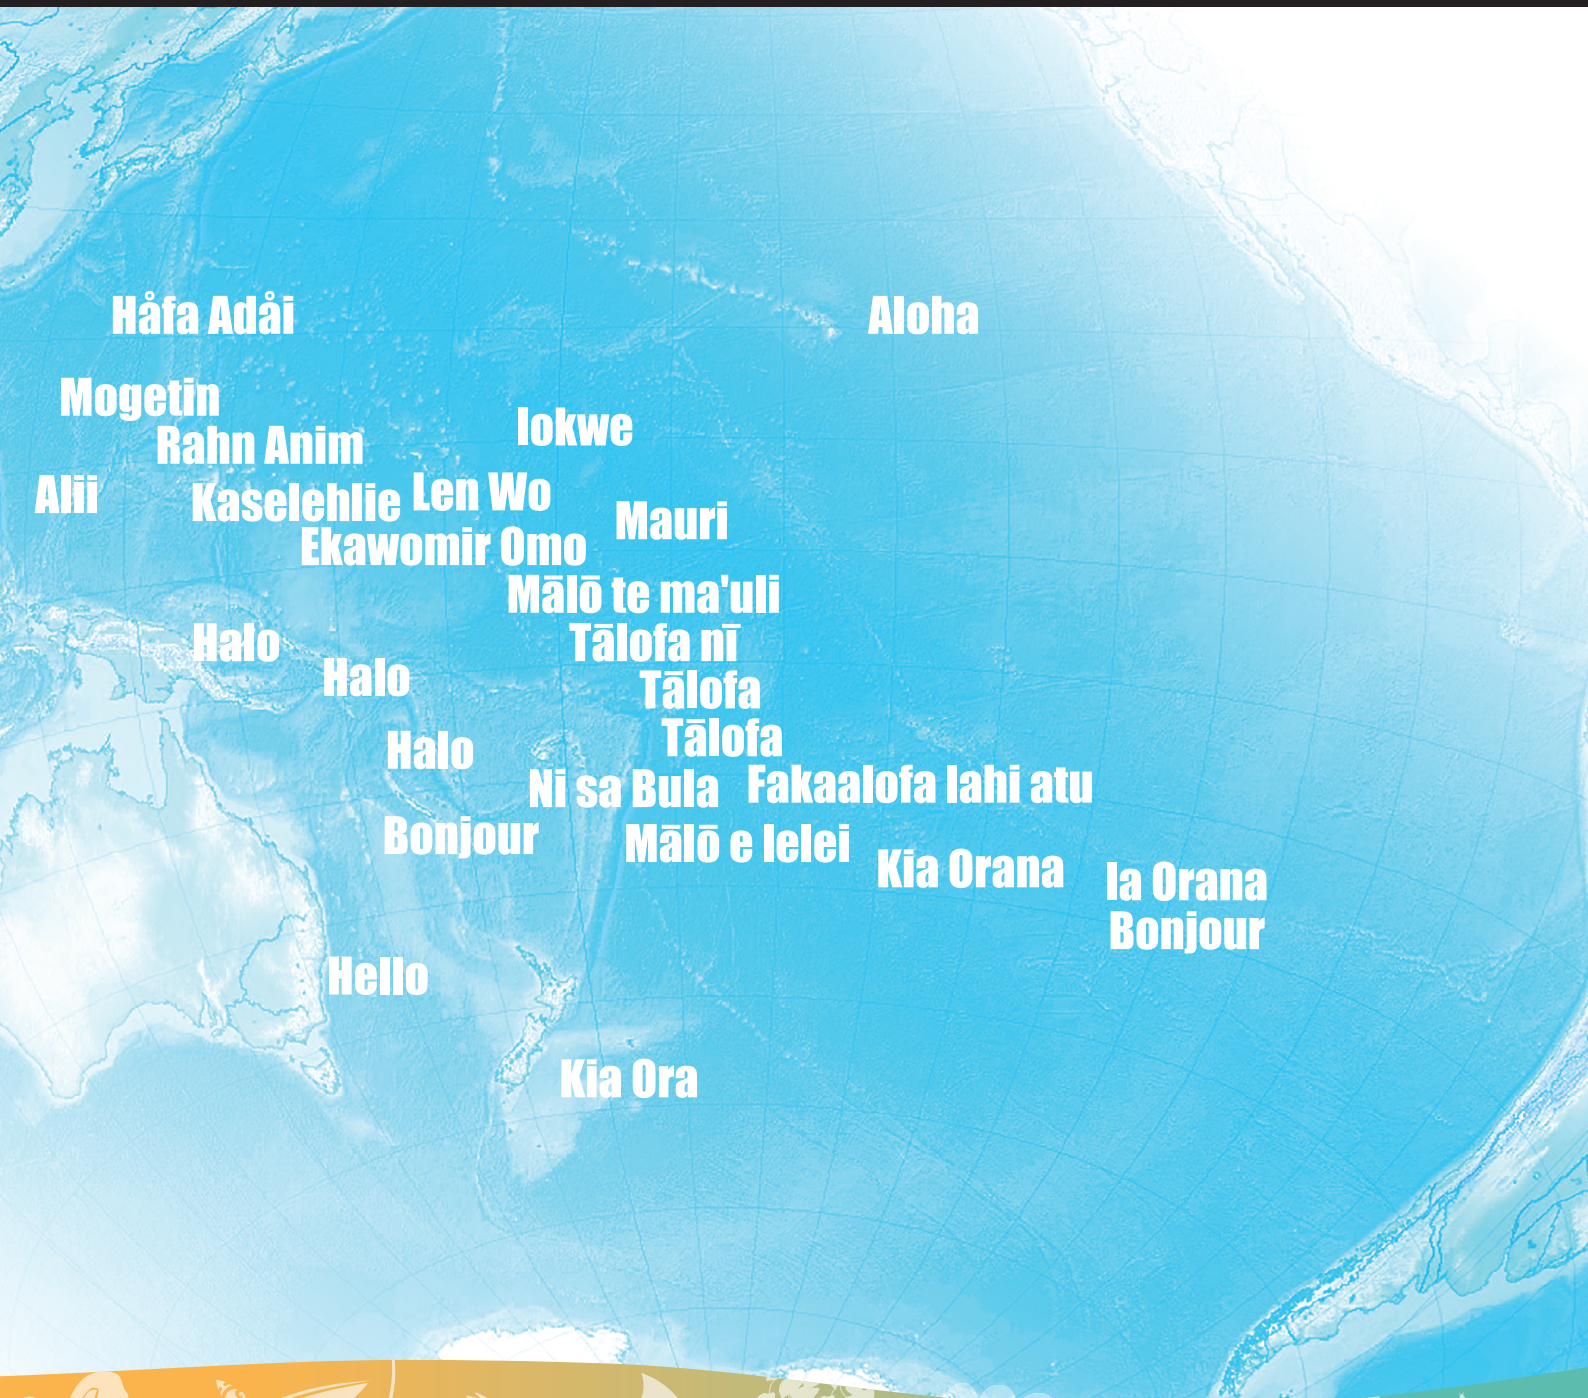 Håfa Adåi
Aloha
Mogetin
Iokwe
Rahn Anim
Alii
Kaselehlie
Len Wo
Mauri
Ekawomir Omo
Mālō te ma'uli
Halo
Tālofa nī
Halo
Tālofa
Tālofa
Halo
Ni sa Bula
Fakaalofa lahi atu
Bonjour
Mālō e lelei
Kia Orana
Ia Orana
Bonjour
Hello
Kia Ora